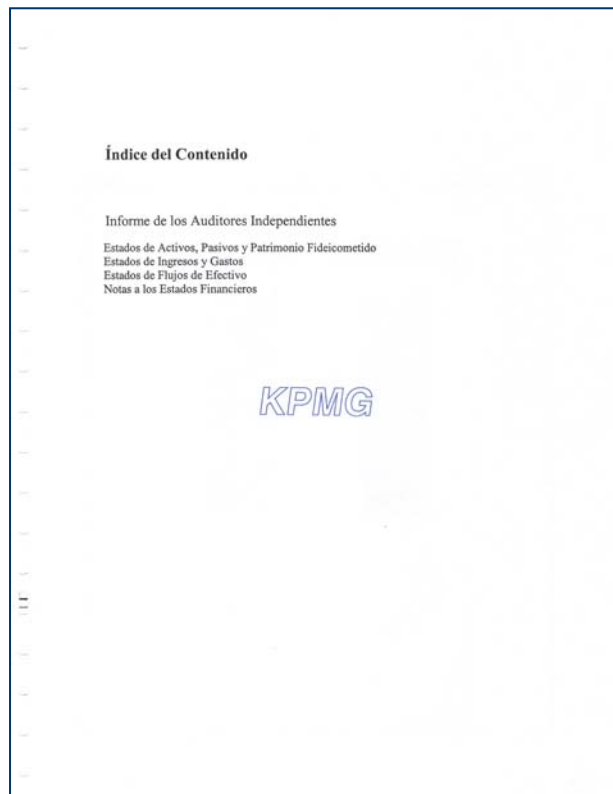 Índice del Contenido
Informe de los Auditores Independientes
Estados de Activos, Pasivos y Patrimonio Fideicometido
Estados de Ingresos y Gastos
Estados de Flujos de Efectivo
Notas a los Estados Financieros
KPMG